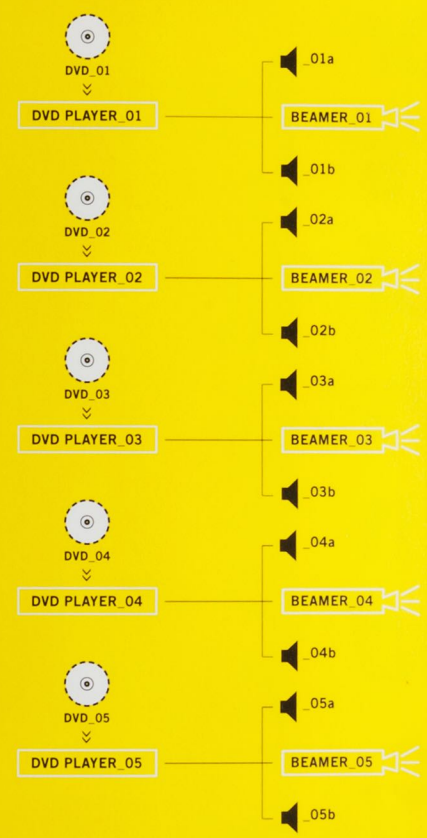 _01a
DVD_01
DVD PLAYER_01
BEAMER_01
_01b
_02a
DVD_02
DVD PLAYER_02
BEAMER_02
_02b
_03a
DVD_03
DVD PLAYER_03
BEAMER_03
_03b
_04a
DVD_04
DVD PLAYER_04
BEAMER_04
_04b
_05a
DVD_05
DVD PLAYER_05
BEAMER_05
_05b